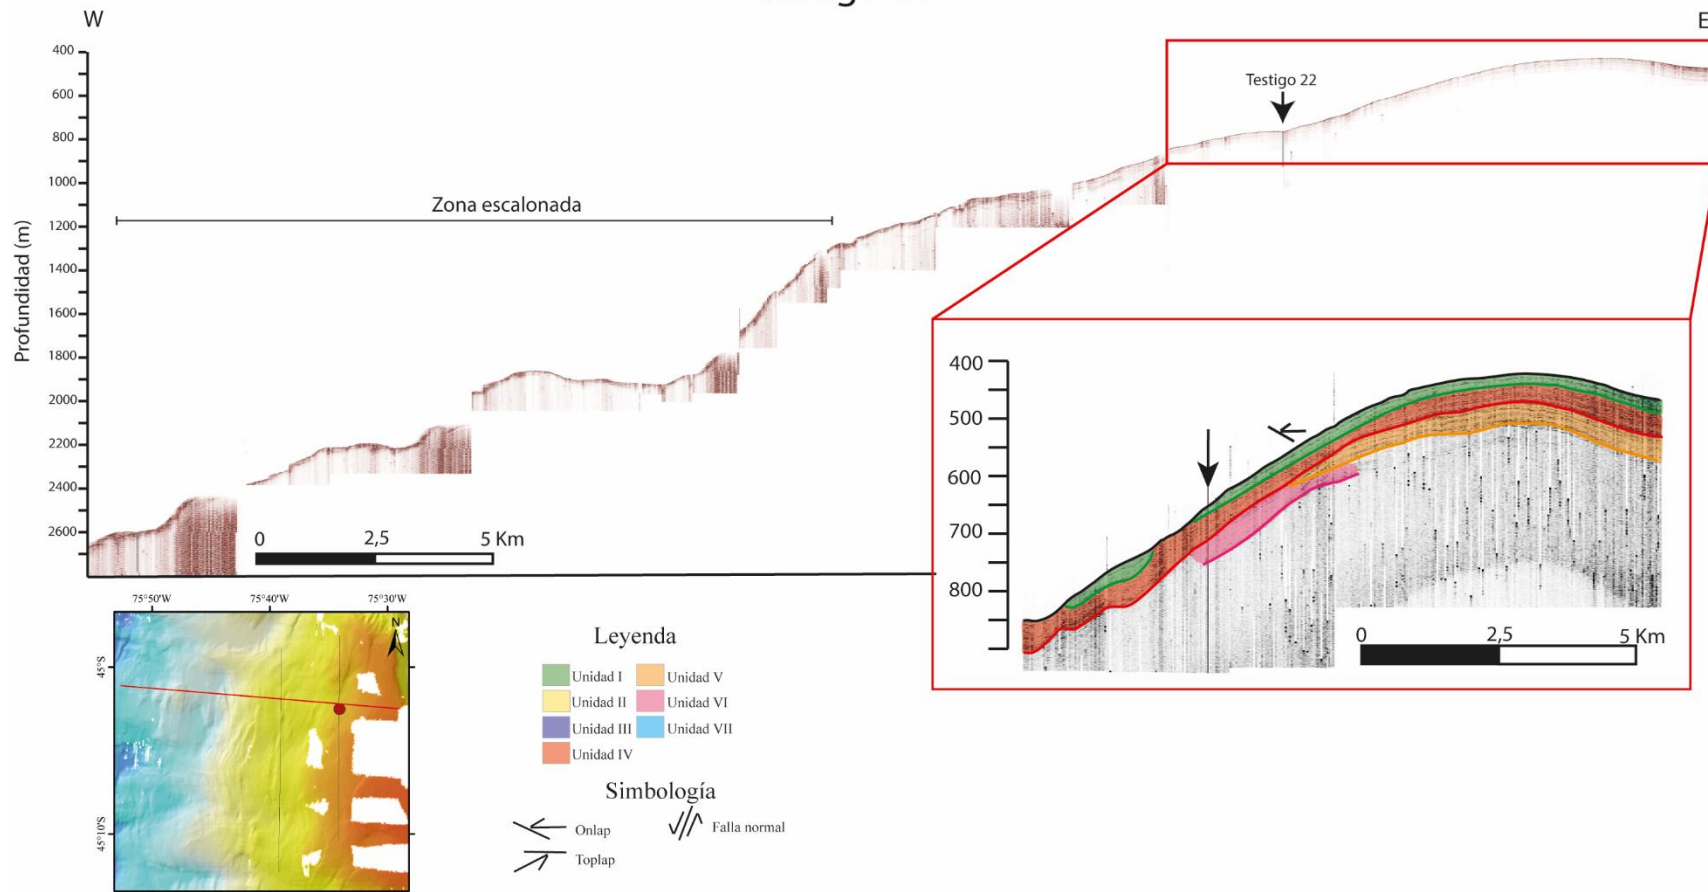 W
E
400
600
800
1000
1200
1400
1600
1800
2000
2200
2400
2600
Profundidad (m)
Testigo 22
Zona escalonada
0 2,5 5 Km
400
500
600
700
800
0 2,5 5 Km
75°50'W 75°40'W 75°30'W
N
45°S
45°10'S
Leyenda
Unidad I Unidad V
Unidad II Unidad VI
Unidad III Unidad VII
Unidad IV
Simbología
Onlap Falla normal
Toplap